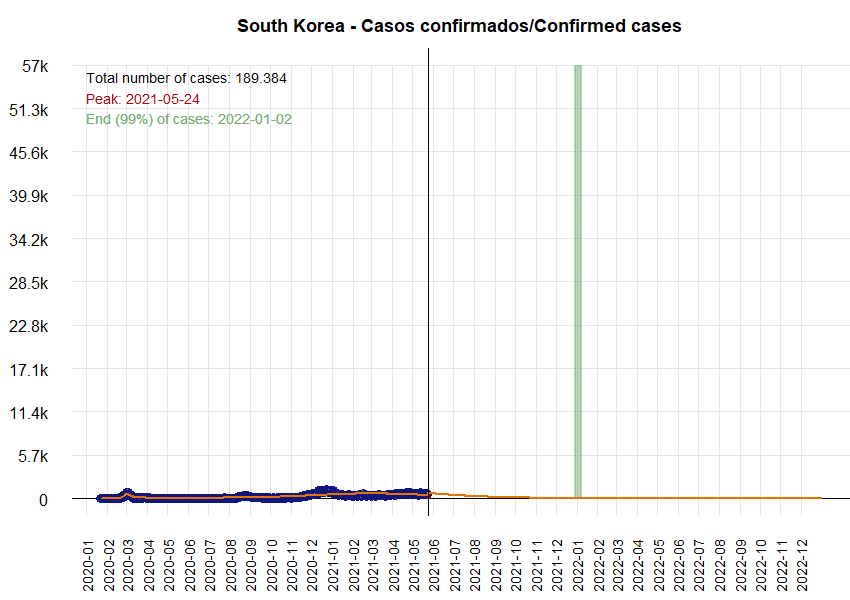 South Korea - Casos confirmados/Confirmed cases
57k
51.3k
45.6k
39.9k
34.2k
28.5k
22.8k
17.1k
11.4k
5.7k
0
Total number of cases: 189.384
Peak: 2021-05-24
End (99%) of cases: 2022-01-02
2020-01
2020-02
2020-03
2020-04
2020-05
2020-06
2020-07
2020-08
2020-09
2020-10
2020-11
2020-12
2021-01
2021-02
2021-03
2021-04
2021-05
2021-06
2021-07
2021-08
2021-09
2021-10
2021-11
2021-12
2022-01
2022-02
2022-03
2022-04
2022-05
2022-06
2022-07
2022-08
2022-09
2022-10
2022-11
2022-12